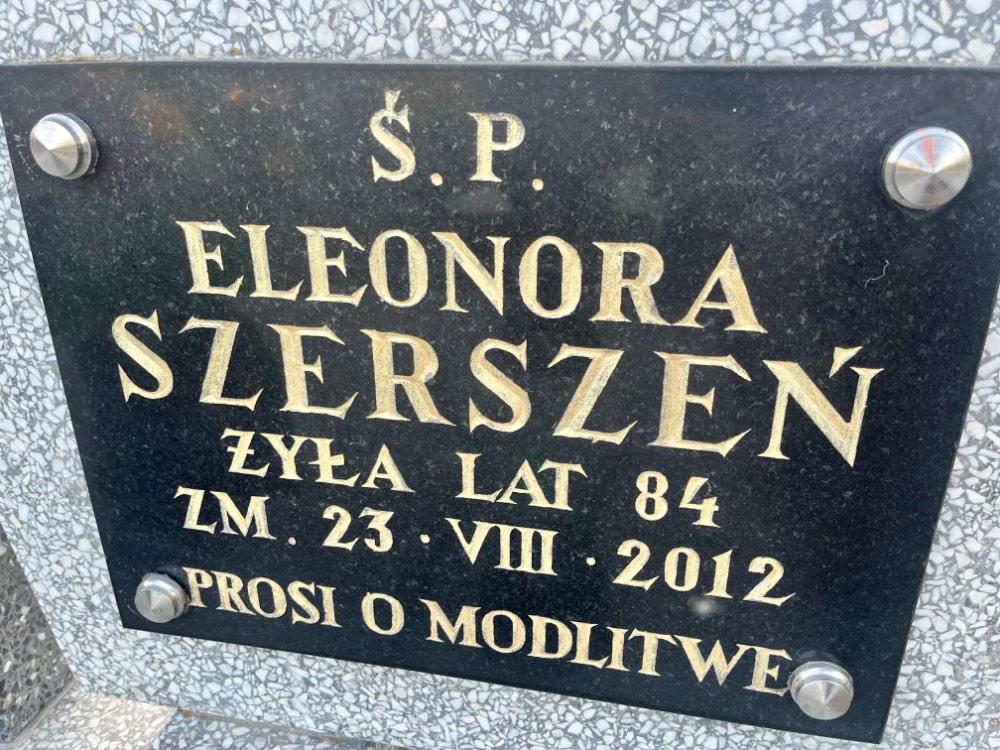 Ś.P.
ELEONORA
SZERSZEŃ
ŻYŁA LAT 84
ZM. 23·VIII·2012
PROSI O MODLITWE